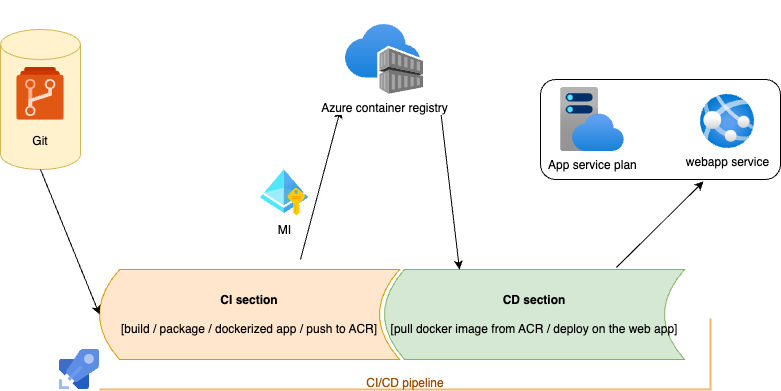 Git
Azure container registry
App service plan
webapp service
MI
CI section
[build / package / dockerized app / push to ACR]
CD section
[pull docker image from ACR / deploy on the web app]
CI/CD pipeline